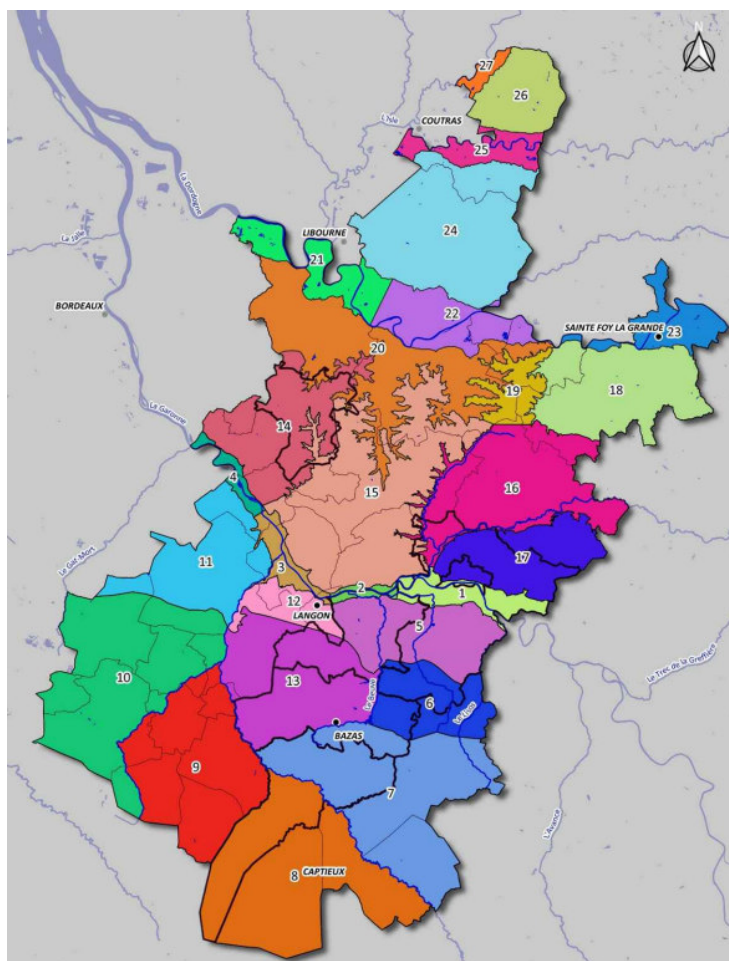 N
27
26
L'Isle
COUTRAS
25
24
La Dordogne
LIBOURNE
La Jalle
21
22
BORDEAUX
SAINTE FOY LA GRANDE
23
20
19
18
La Garonne
14
15
16
4
Le Gat-Mort
11
3
17
2
1
12
LANGON
5
10
13
Le Beuve
6
La Lisos
Le Trec de la Greffière
BAZAS
9
7
L'Avance
8
CAPTIEUX